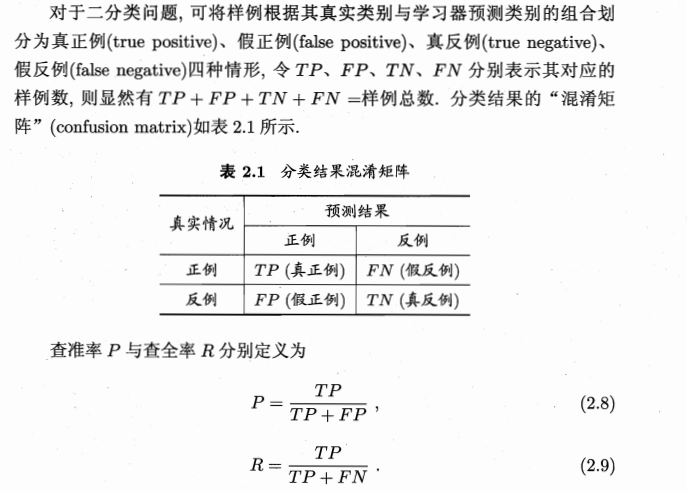 对于二分类问题, 可将样例根据其真实类别与学习器预测类别的组合划
分为真正例(true positive)、假正例(false positive)、真反例(true negative)、
假反例(false negative)四种情形, 令 TP、FP、TN、FN 分别表示其对应的
样例数, 则显然有 TP + FP + TN + FN =样例总数. 分类结果的“混淆矩
阵”(confusion matrix)如表 2.1 所示.
表 2.1 分类结果混淆矩阵
真实情况 预测结果
正例 反例
正例 TP (真正例) FN (假反例)
反例 FP (假正例) TN (真反例)
查准率 P 与查全率 R 分别定义为
P = TP / (TP + FP) , (2.8)
R = TP / (TP + FN) . (2.9)